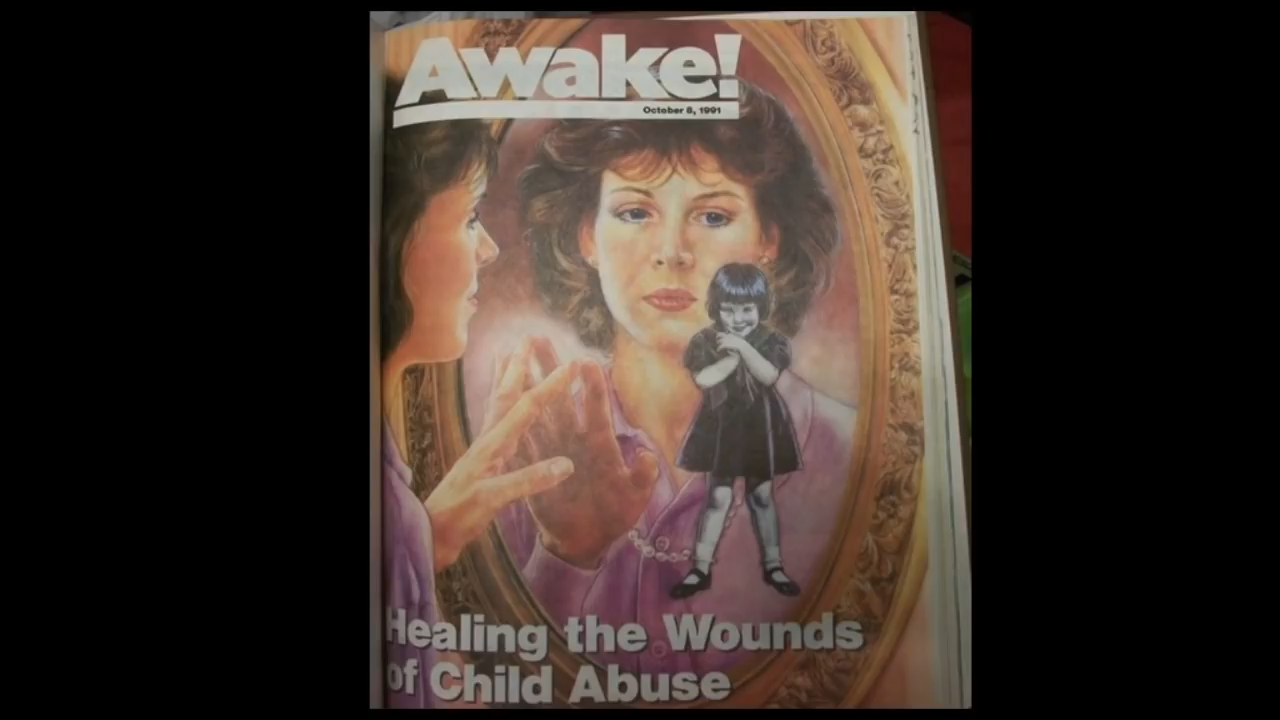 Awake!
October 8, 1991
Healing the Wounds
of Child Abuse